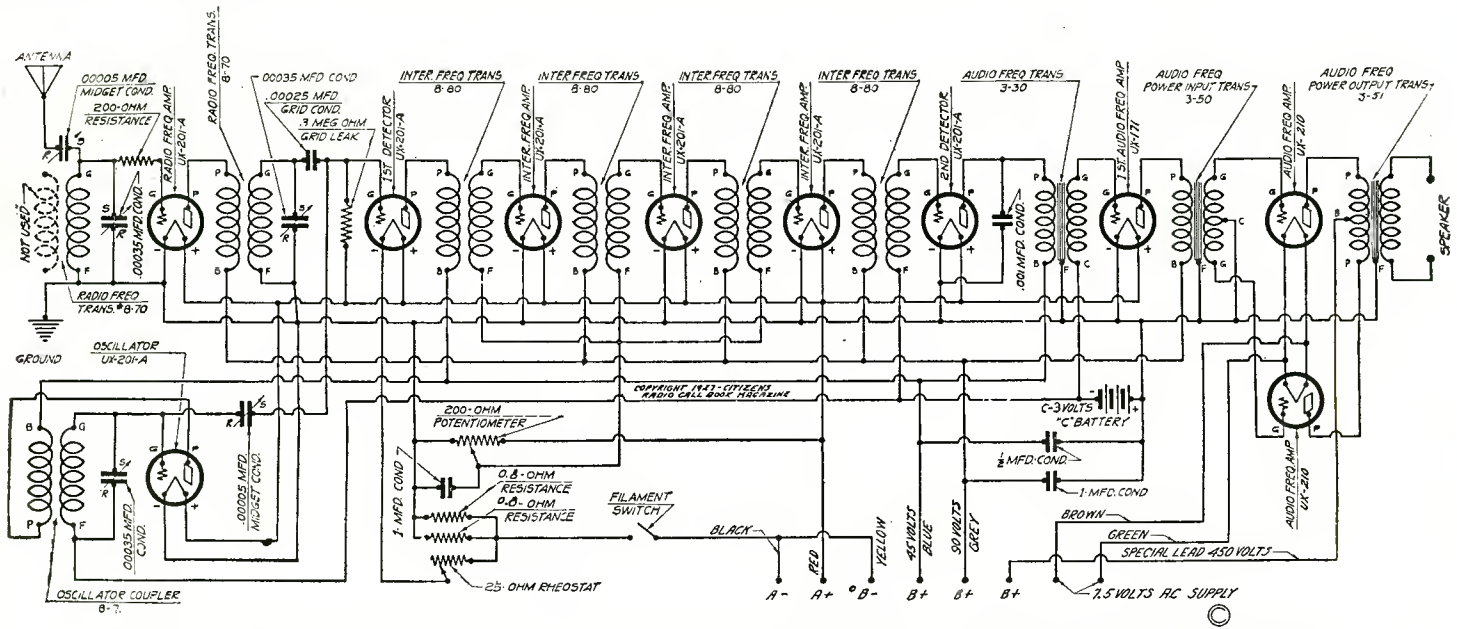 ANTENNA
.00005 MFD.
MIDGET COND.
200-OHM
RESISTANCE
RADIO FREQ. AMP.
UX-201-A
RADIO FREQ. TRANS.
8-70
.00035 MFD COND
.00025 MFD.
GRID COND.
.3 MEG OHM
GRID LEAK
1ST DETECTOR
UX-201-A
INTER. FREQ TRANS
8-80
INTER. FREQ. AMP.
UX-201-A
INTER. FREQ TRANS
8-80
INTER. FREQ. AMP.
UX-201-A
INTER. FREQ TRANS
8-80
INTER. FREQ. AMP.
UX-201-A
INTER. FREQ TRANS
8-80
2ND DETECTOR
UX-201-A
AUDIO FREQ TRANS
3-30
1ST. AUDIO FREQ AMP
UX-171
AUDIO FREQ
POWER INPUT TRANS
3-50
AUDIO FREQ AMP
UX-210
AUDIO FREQ
POWER OUTPUT TRANS
3-51
SPEAKER
"NOT USED"
.00035 MFD. COND.
.001 MFD. COND.
RADIO FREQ
TRANS. #8-70
GROUND
OSCILLATOR
UX-201-A
COPYRIGHT 1927-CITIZENS
RADIO CALL BOOK MAGAZINE
200-OHM
POTENTIOMETER
C-3 VOLTS
"C" BATTERY
½ MFD. COND.
1-MFD. COND
AUDIO FREQ. AMP
UX-210
.00005 MFD.
MIDGET COND.
.00035 MFD.
COND.
1-MFD. COND
0.8-OHM
RESISTANCE
0.8-OHM
RESISTANCE
FILAMENT
SWITCH
25-OHM RHEOSTAT
OSCILLATOR COUPLER
BLACK
RED
YELLOW
45 VOLTS
BLUE
90 VOLTS
GREY
BROWN
GREEN
SPECIAL LEAD 450 VOLTS
A- A+ B- B+ B+ B+
7.5 VOLTS AC SUPPLY
©